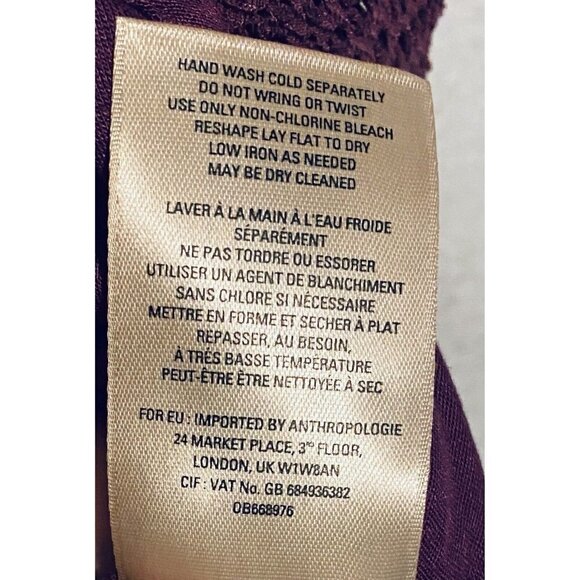 HAND WASH COLD SEPARATELY
DO NOT WRING OR TWIST
USE ONLY NON-CHLORINE BLEACH
RESHAPE LAY FLAT TO DRY
LOW IRON AS NEEDED
MAY BE DRY CLEANED
LAVER À LA MAIN À L'EAU FROIDE
SÉPARÉMENT
NE PAS TORDRE OU ESSORER
UTILISER UN AGENT DE BLANCHIMENT
SANS CHLORE SI NÉCESSAIRE
METTRE EN FORME ET SECHER À PLAT
REPASSER, AU BESOIN,
À TRÈS BASSE TEMPÉRATURE
PEUT-ÊTRE ÊTRE NETTOYÉE À SEC
FOR EU : IMPORTED BY ANTHROPOLOGIE
24 MARKET PLACE, 3RD FLOOR,
LONDON, UK W1W8AN
CIF : VAT No. GB 684936382
OB668976